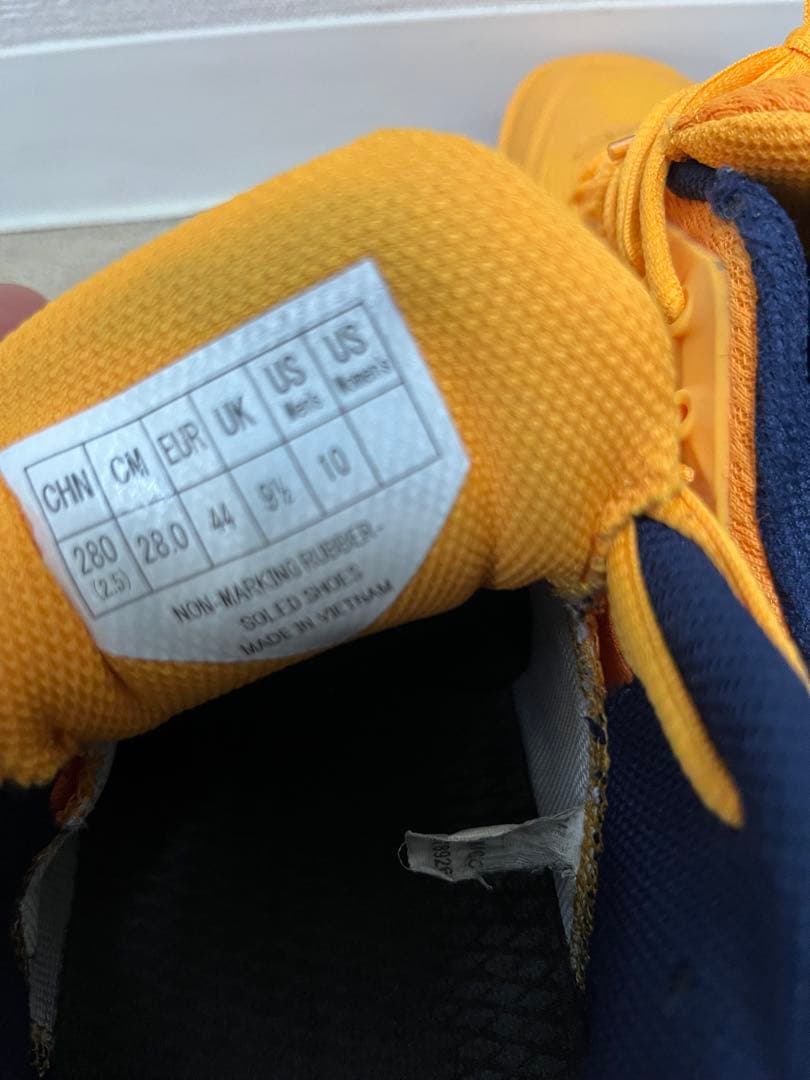 CHN CM EUR UK US Men's US Women's
280 (2.5) 28.0 44 9½ 10
NON-MARKING RUBBER-
SOLED SHOES
MADE IN VIETNAM